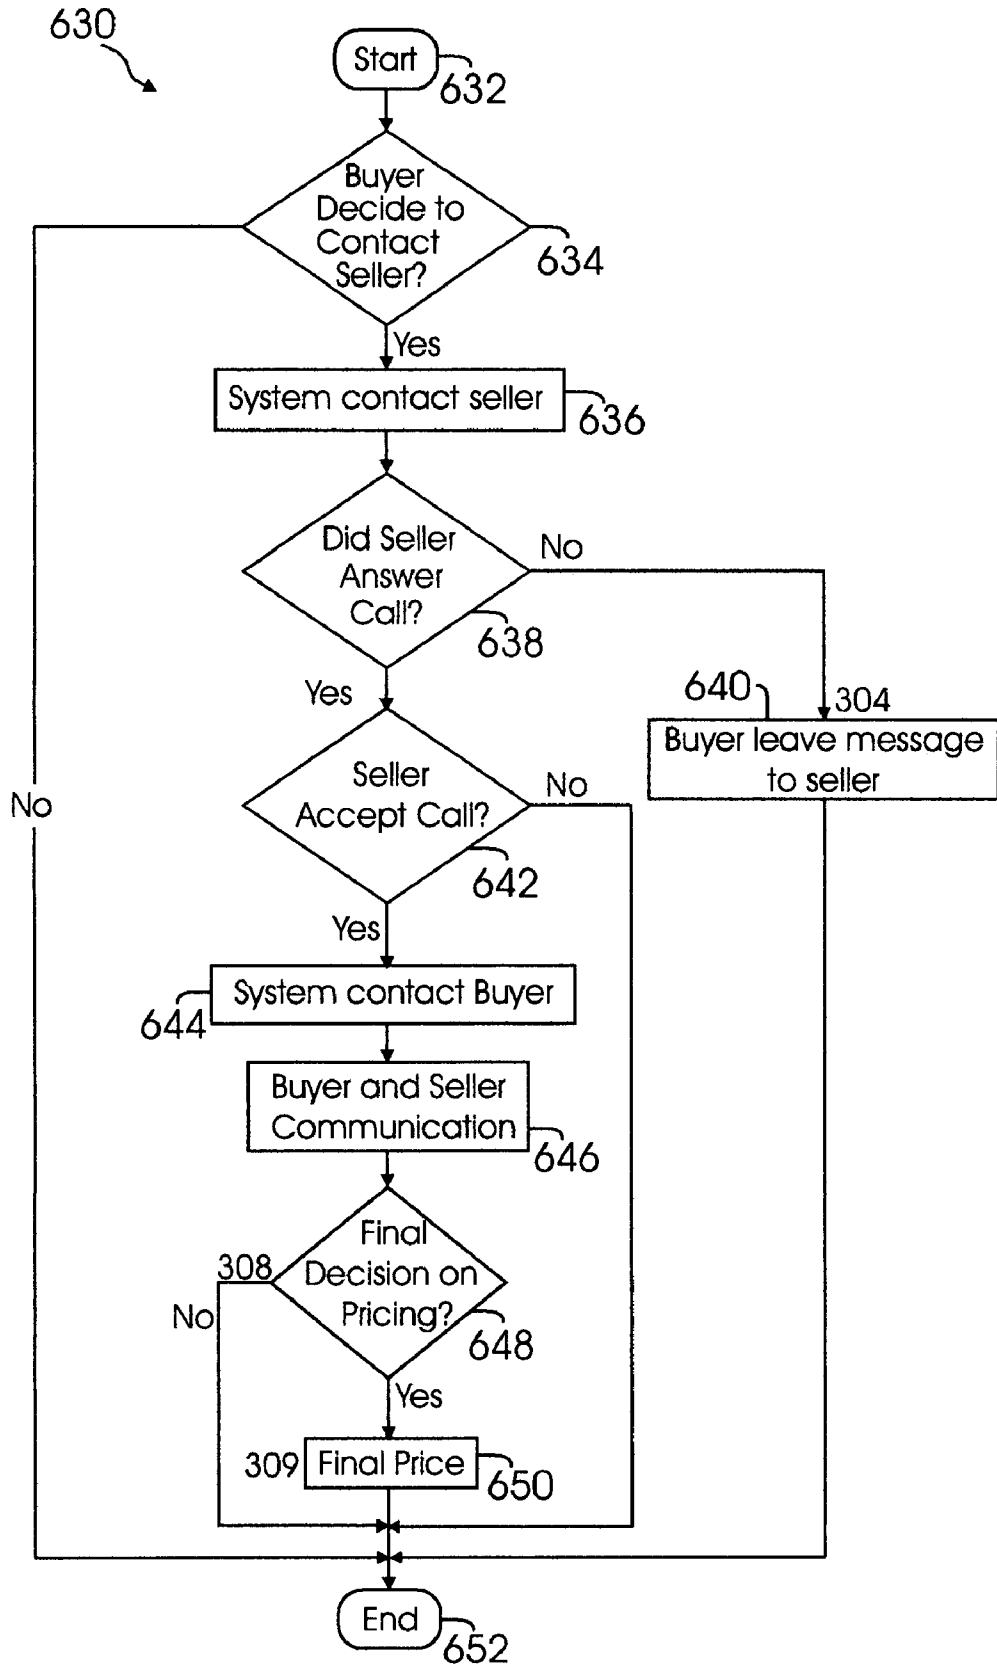 630
Start
632
Buyer
Decide to
Contact
Seller?
634
Yes
System contact seller
636
Did Seller
Answer
Call?
No
638
Yes
640
304
Buyer leave message
to seller
Seller
Accept Call?
No
No
642
Yes
System contact Buyer
644
Buyer and Seller
Communication
646
Final
Decision on
Pricing?
308
No
648
Yes
309
Final Price
650
End
652